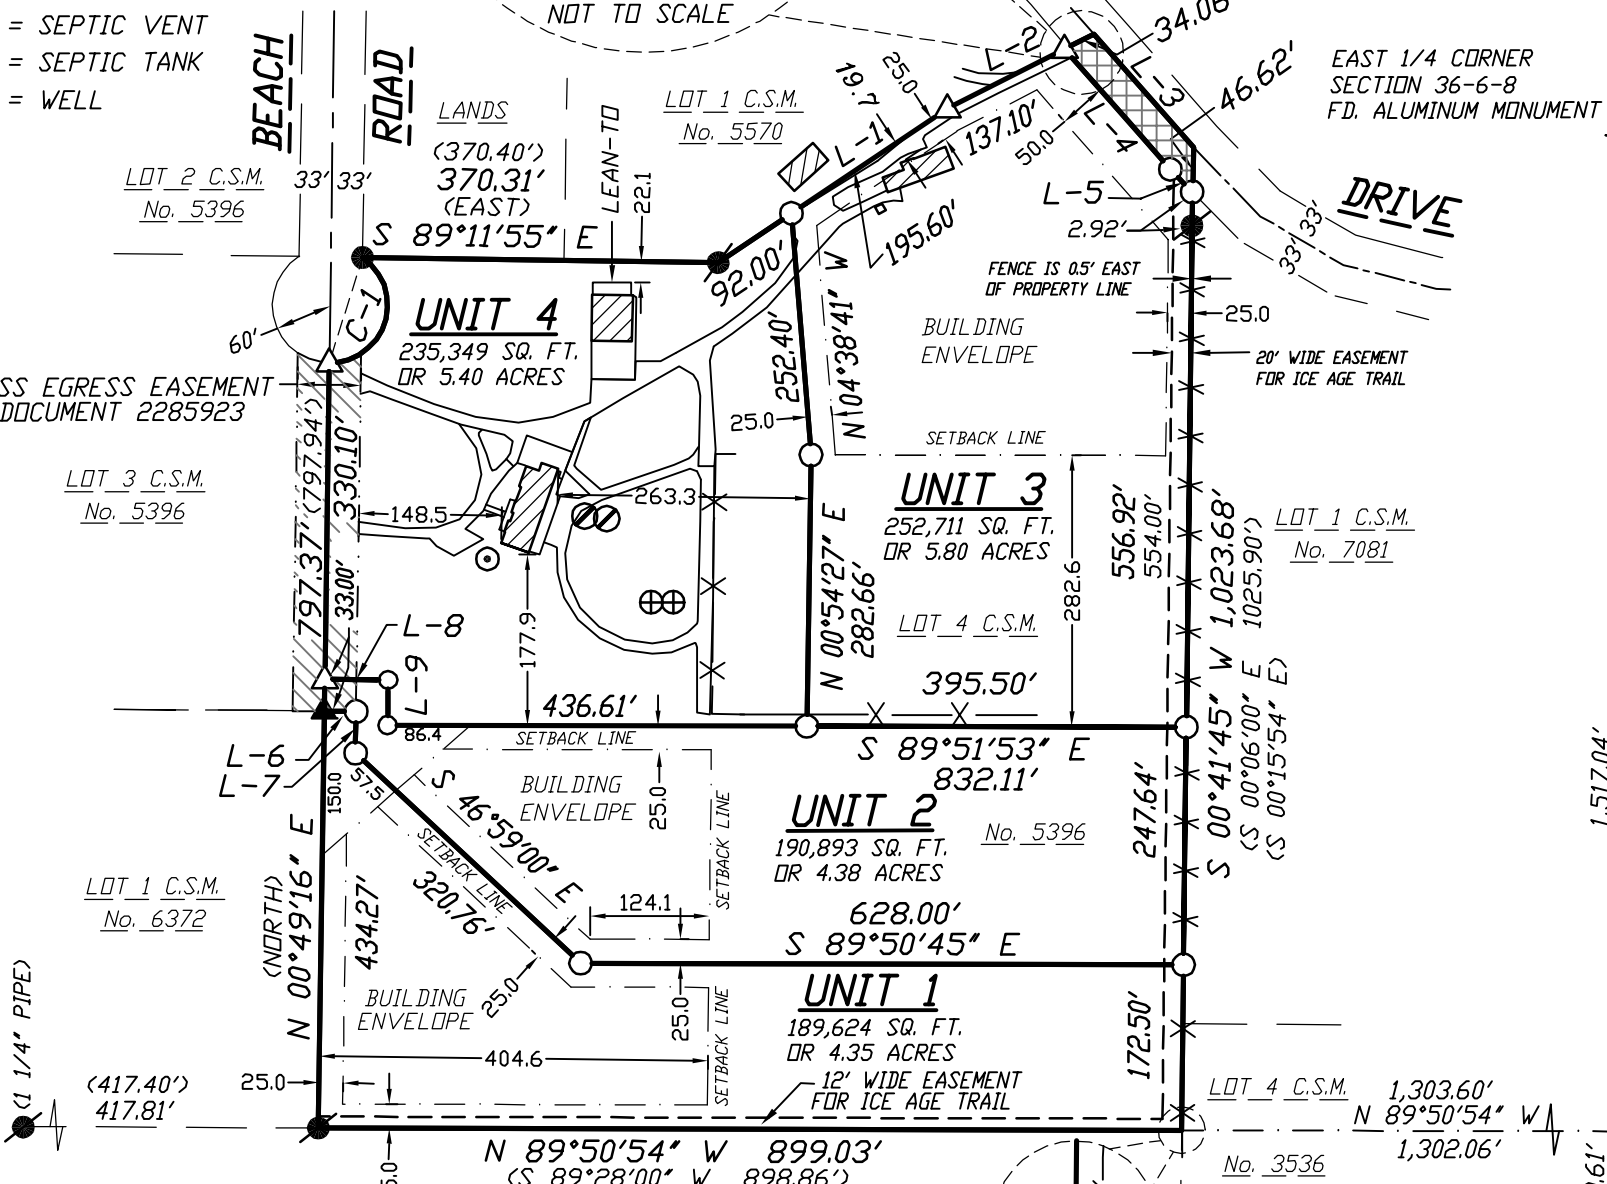 = SEPTIC VENT
= SEPTIC TANK
= WELL
BEACH
ROAD
NOT TO SCALE
LANDS
(370.40')
370.31'
(EAST)
S 89°11'55" E
LEAN-TO
22.1
LOT 1 C.S.M.
No. 5570
LOT 2 C.S.M.
No. 5396
33' 33'
19.7
25.0
L-1
L-2
34.06'
L-3
46.62'
L-4
50.0
137.10'
195.60'
92.00'
L-5
2.92'
EAST 1/4 CORNER
SECTION 36-6-8
FD. ALUMINUM MONUMENT
DRIVE
33' 33'
FENCE IS 0.5' EAST
OF PROPERTY LINE
25.0
20' WIDE EASEMENT
FOR ICE AGE TRAIL
BUILDING
ENVELOPE
SETBACK LINE
N 04°38'41" W
252.40'
25.0
60'
C-1
UNIT 4
235,349 SQ. FT.
OR 5.40 ACRES
SS EGRESS EASEMENT
DOCUMENT 2285923
LOT 3 C.S.M.
No. 5396
797.37' (797.94')
330.10'
33.00'
148.5
263.3
177.9
L-8
L-9
L-6
L-7
UNIT 3
252,711 SQ. FT.
OR 5.80 ACRES
N 00°54'27" E
282.66'
282.6
LOT 4 C.S.M.
395.50'
556.92'
554.00'
S 00°41'45" W 1,023.68'
(S 00°06'00" E 1025.90')
(S 00°15'54" E)
LOT 1 C.S.M.
No. 7081
1,517.04'
436.61'
86.4
SETBACK LINE
S 89°51'53" E
832.11'
BUILDING
ENVELOPE
25.0
SETBACK LINE
UNIT 2
190,893 SQ. FT.
OR 4.38 ACRES
No. 5396
247.64'
150.0
57.5
S 46°59'00" E
SETBACK LINE
320.76'
124.1
628.00'
S 89°50'45" E
LOT 1 C.S.M.
No. 6372
(NORTH)
N 00°49'16" E
434.27'
BUILDING
ENVELOPE
25.0
25.0
SETBACK LINE
UNIT 1
189,624 SQ. FT.
OR 4.35 ACRES
172.50'
404.6
25.0
12' WIDE EASEMENT
FOR ICE AGE TRAIL
(1 1/4" PIPE)
(417.40')
417.81'
N 89°50'54" W 899.03'
(S 89°28'00" W 898.86')
LOT 4 C.S.M.
No. 3536
1,303.60'
N 89°50'54" W
1,302.06'